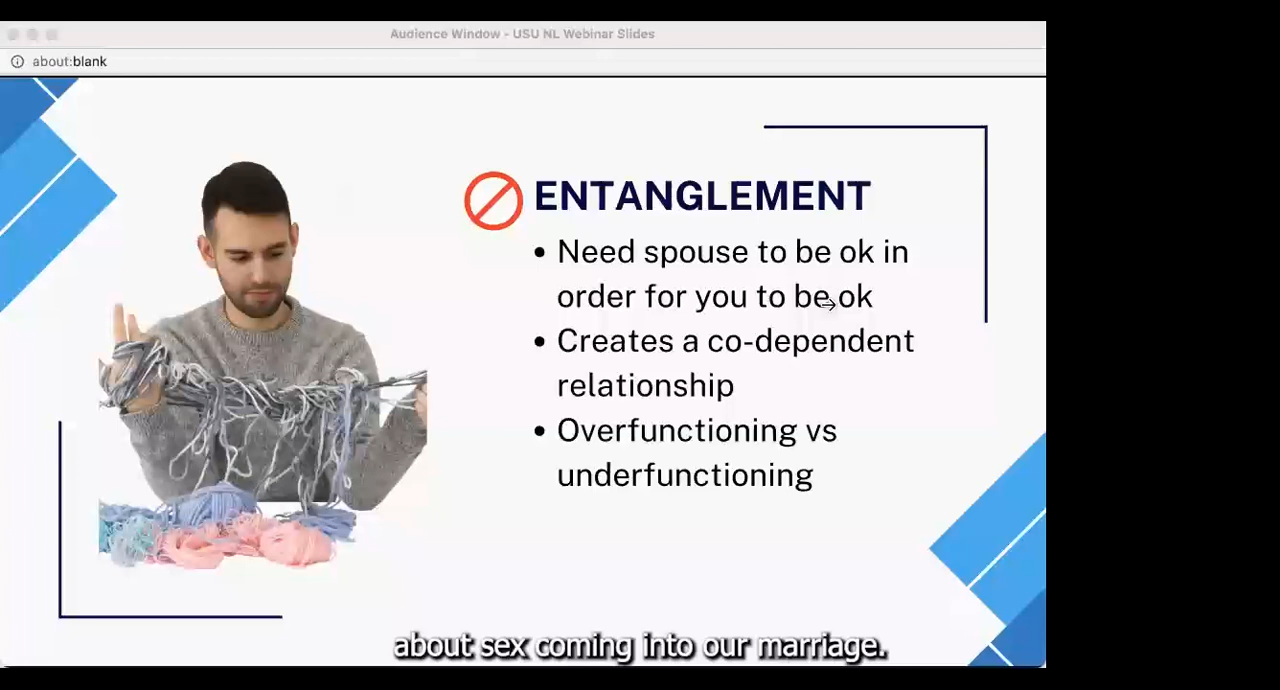 Audience Window - USU NL Webinar Slides
about:blank
ENTANGLEMENT
• Need spouse to be ok in
order for you to be ok
• Creates a co-dependent
relationship
• Overfunctioning vs
underfunctioning
about sex coming into our marriage.